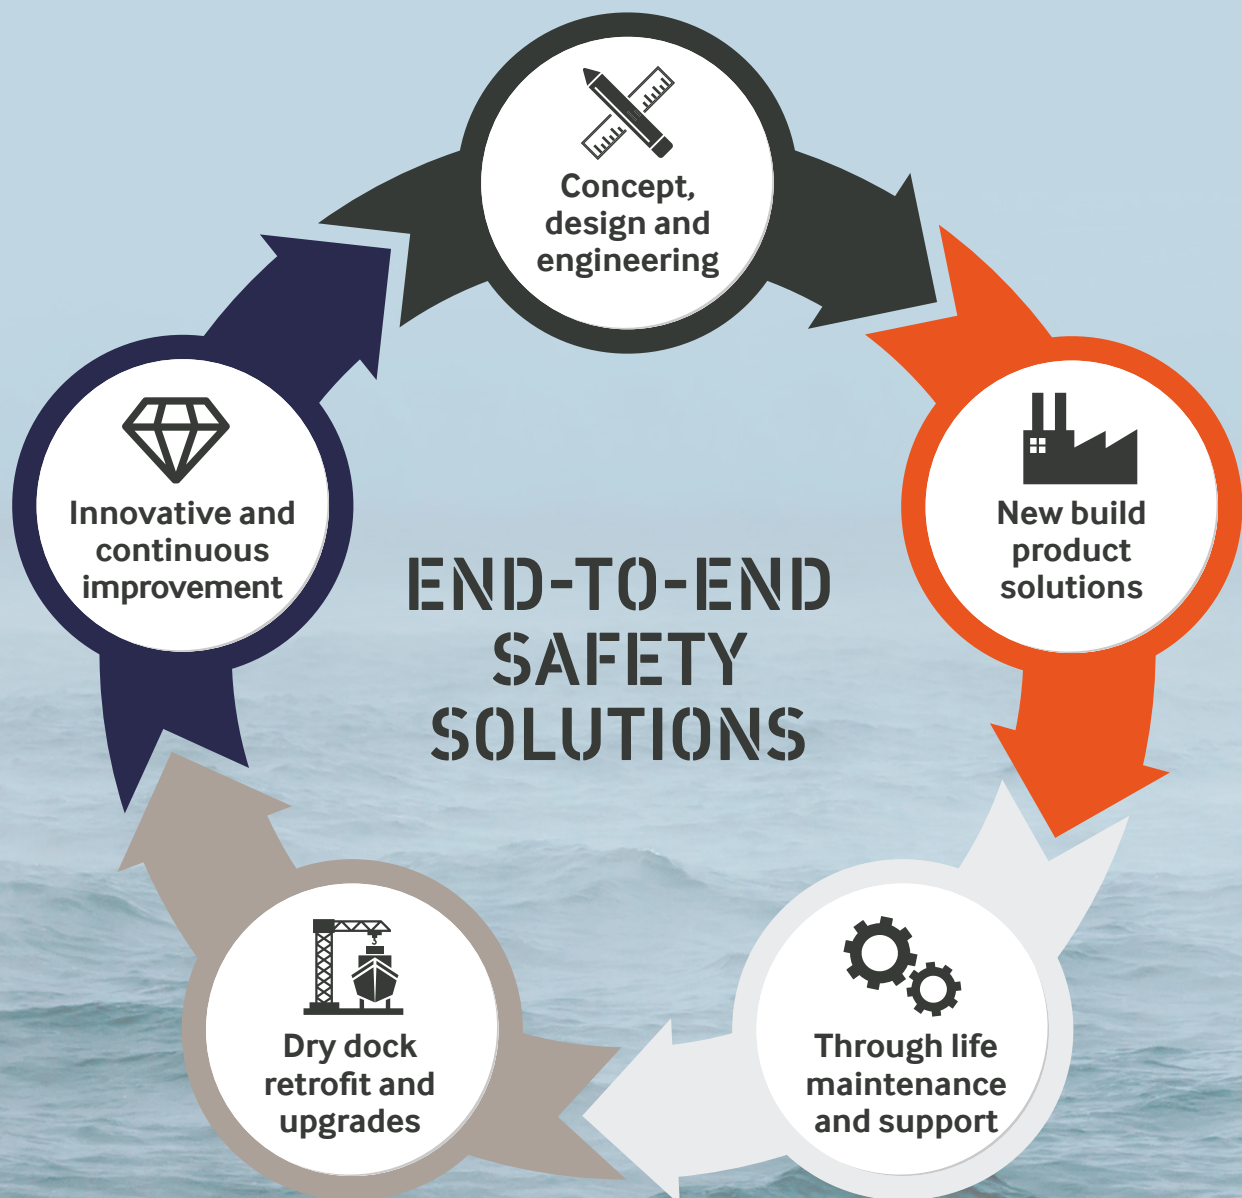 Concept,
design and
engineering
New build
product
solutions
Through life
maintenance
and support
Dry dock
retrofit and
upgrades
Innovative and
continuous
improvement
END-TO-END
SAFETY
SOLUTIONS